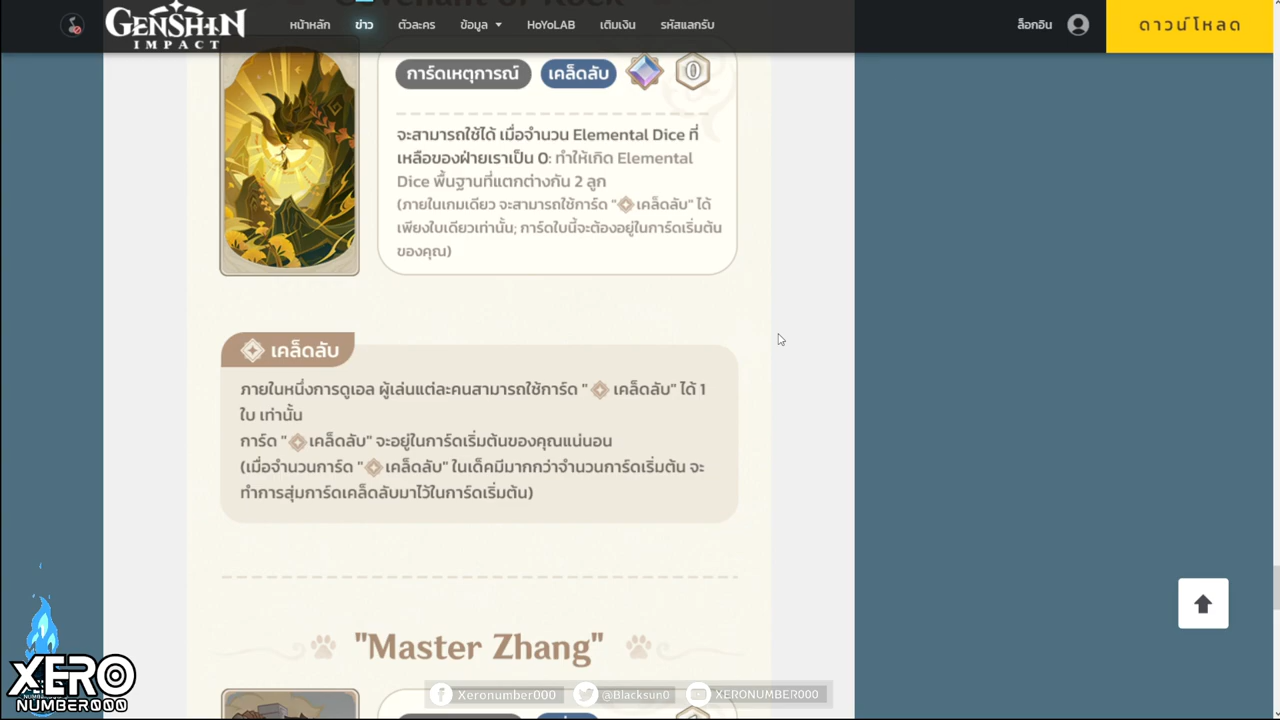 GENSHIN
IMPACT
หน้าหลัก
ข่าว
ตัวละคร
ข้อมูล
HoYoLAB
เติมเงิน
รหัสแลกรับ
ล็อกอิน
ดาวน์โหลด
Covenant of Rock
การ์ดเหตุการณ์
เคล็ดลับ
0
จะสามารถใช้ได้ เมื่อจำนวน Elemental Dice ที่
เหลือของฝ่ายเราเป็น 0: ทำให้เกิด Elemental
Dice พื้นฐานที่แตกต่างกัน 2 ลูก
(ภายในเกมเดียว จะสามารถใช้การ์ด "เคล็ดลับ" ได้
เพียงใบเดียวเท่านั้น; การ์ดใบนี้จะต้องอยู่ในการ์ดเริ่มต้น
ของคุณ)
เคล็ดลับ
ภายในหนึ่งการดูเอล ผู้เล่นแต่ละคนสามารถใช้การ์ด " เคล็ดลับ" ได้ 1
ใบ เท่านั้น
การ์ด "เคล็ดลับ" จะอยู่ในการ์ดเริ่มต้นของคุณแน่นอน
(เมื่อจำนวนการ์ด "เคล็ดลับ" ในเด็คมีมากกว่าจำนวนการ์ดเริ่มต้น จะ
ทำการสุ่มการ์ดเคล็ดลับมาไว้ในการ์ดเริ่มต้น)
"Master Zhang"
XERO
NUMBER000
Xeronumber000
@Blacksun0
XERONUMBER000